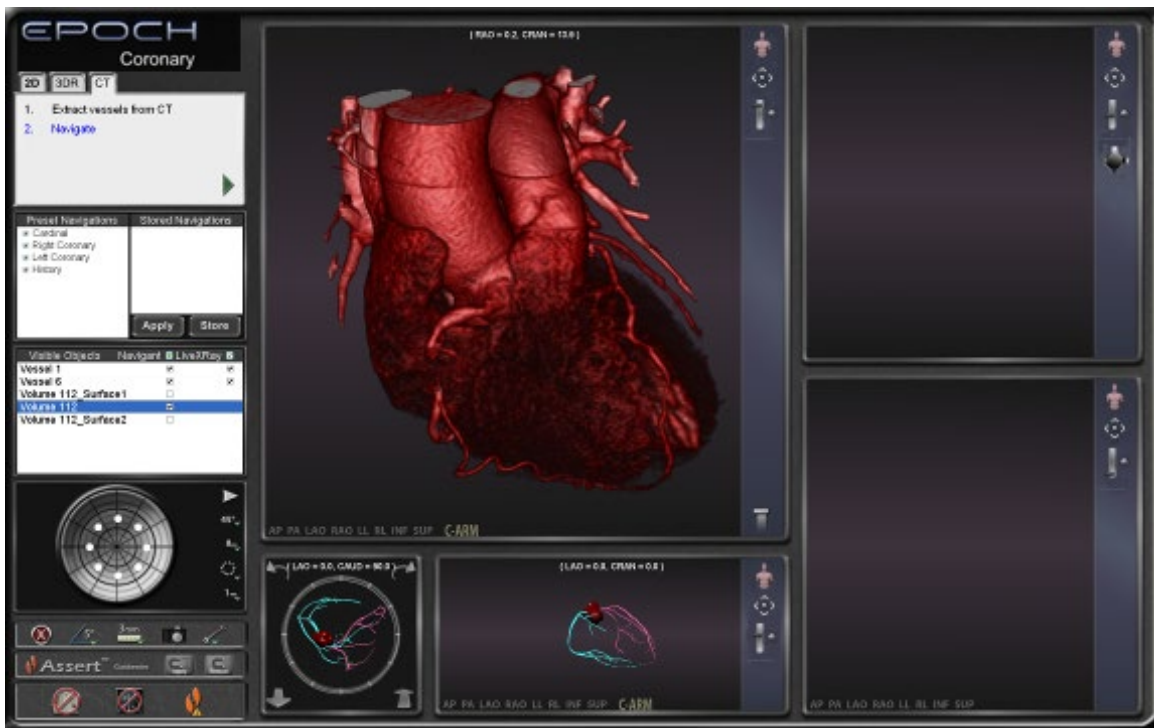 EPOCH
Coronary
2D 3DR CT
1. Extract vessels from CT
2. Navigate
Preset Navigations Stored Navigations
Cardinal
Right Coronary
Left Coronary
History
Apply Store
Visible Objects Navigant LiveXRay
Vessel 1
Vessel 6
Volume 112_Surface1
Volume 112
Volume 112_Surface2
3mm
Assert™
( RAO = 0.2, CRAN = 13.0 )
AP PA LAO RAO LL RL INF SUP C-ARM
( LAO = 0.0, CAUD = 90.0 )
( LAO = 0.0, CRAN = 0.0 )
AP PA LAO RAO LL RL INF SUP C-ARM
AP PA LAO RAO LL RL INF SUP